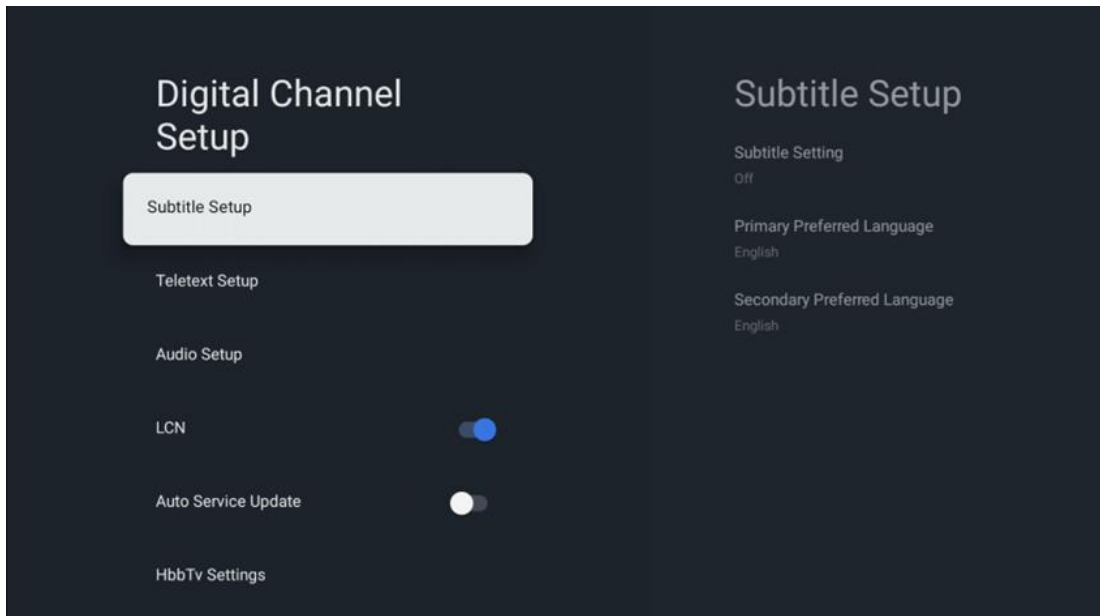 Digital Channel
Setup
Subtitle Setup
Teletext Setup
Audio Setup
LCN
Auto Service Update
HbbTv Settings
Subtitle Setup
Subtitle Setting
Off
Primary Preferred Language
English
Secondary Preferred Language
English